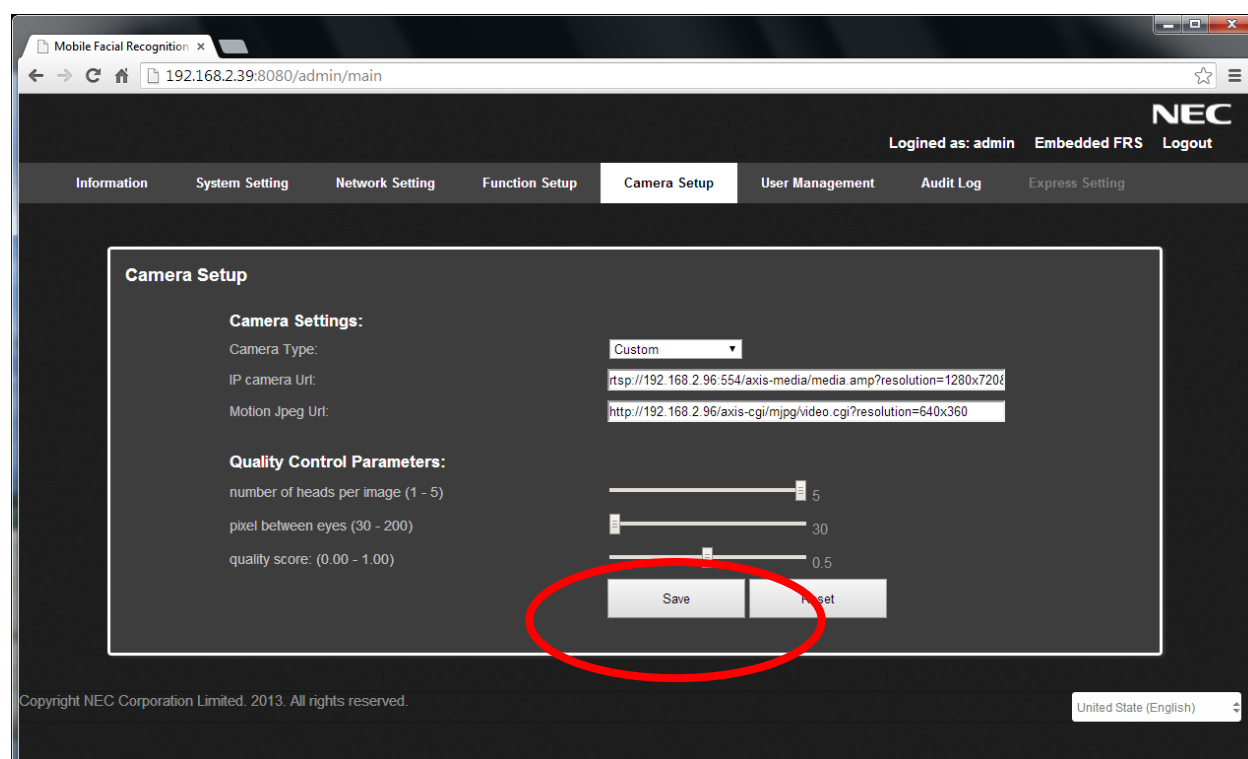 Mobile Facial Recognition ×
192.168.2.39:8080/admin/main
NEC
Logined as: admin Embedded FRS Logout
Information System Setting Network Setting Function Setup Camera Setup User Management Audit Log Express Setting
Camera Setup
Camera Settings:
Camera Type: Custom
IP camera Url: rtsp://192.168.2.96:554/axis-media/media.amp?resolution=1280x720&
Motion Jpeg Url: http://192.168.2.96/axis-cgi/mjpg/video.cgi?resolution=640x360
Quality Control Parameters:
number of heads per image (1 - 5) 5
pixel between eyes (30 - 200) 30
quality score: (0.00 - 1.00) 0.5
Save Reset
Copyright NEC Corporation Limited. 2013. All rights reserved.
United State (English)